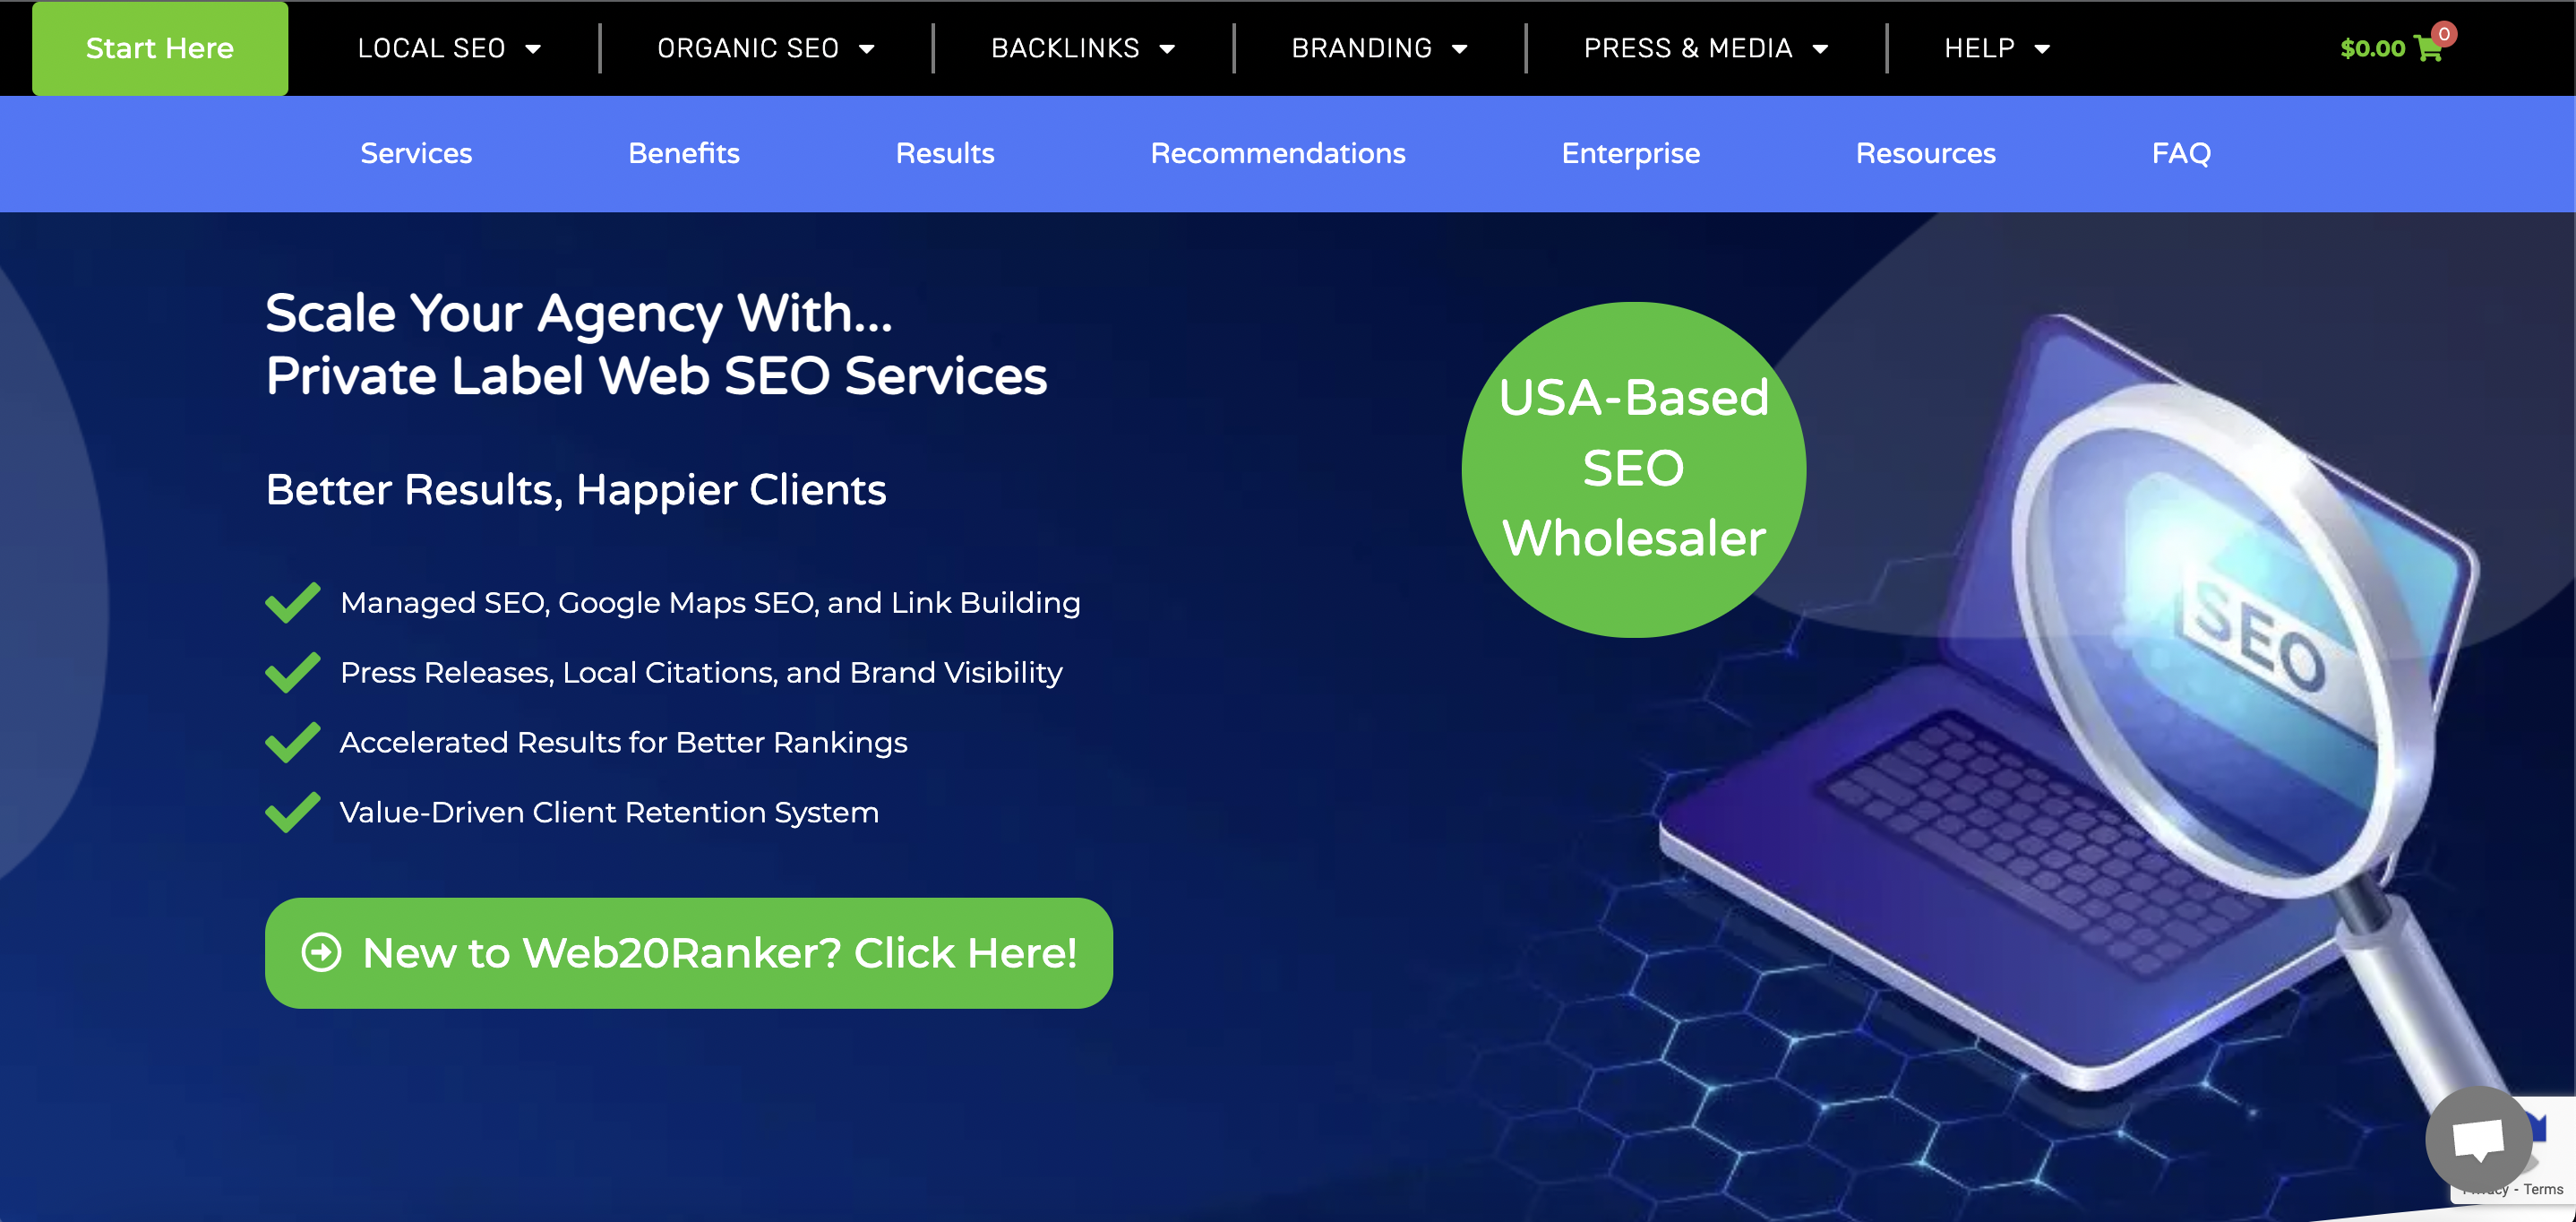 Start Here
LOCAL SEO
ORGANIC SEO
BACKLINKS
BRANDING
PRESS & MEDIA
HELP
$0.00
0
Services
Benefits
Results
Recommendations
Enterprise
Resources
FAQ
Scale Your Agency With...
Private Label Web SEO Services
Better Results, Happier Clients
Managed SEO, Google Maps SEO, and Link Building
Press Releases, Local Citations, and Brand Visibility
Accelerated Results for Better Rankings
Value-Driven Client Retention System
New to Web20Ranker? Click Here!
USA-Based
SEO
Wholesaler
SEO
- Terms